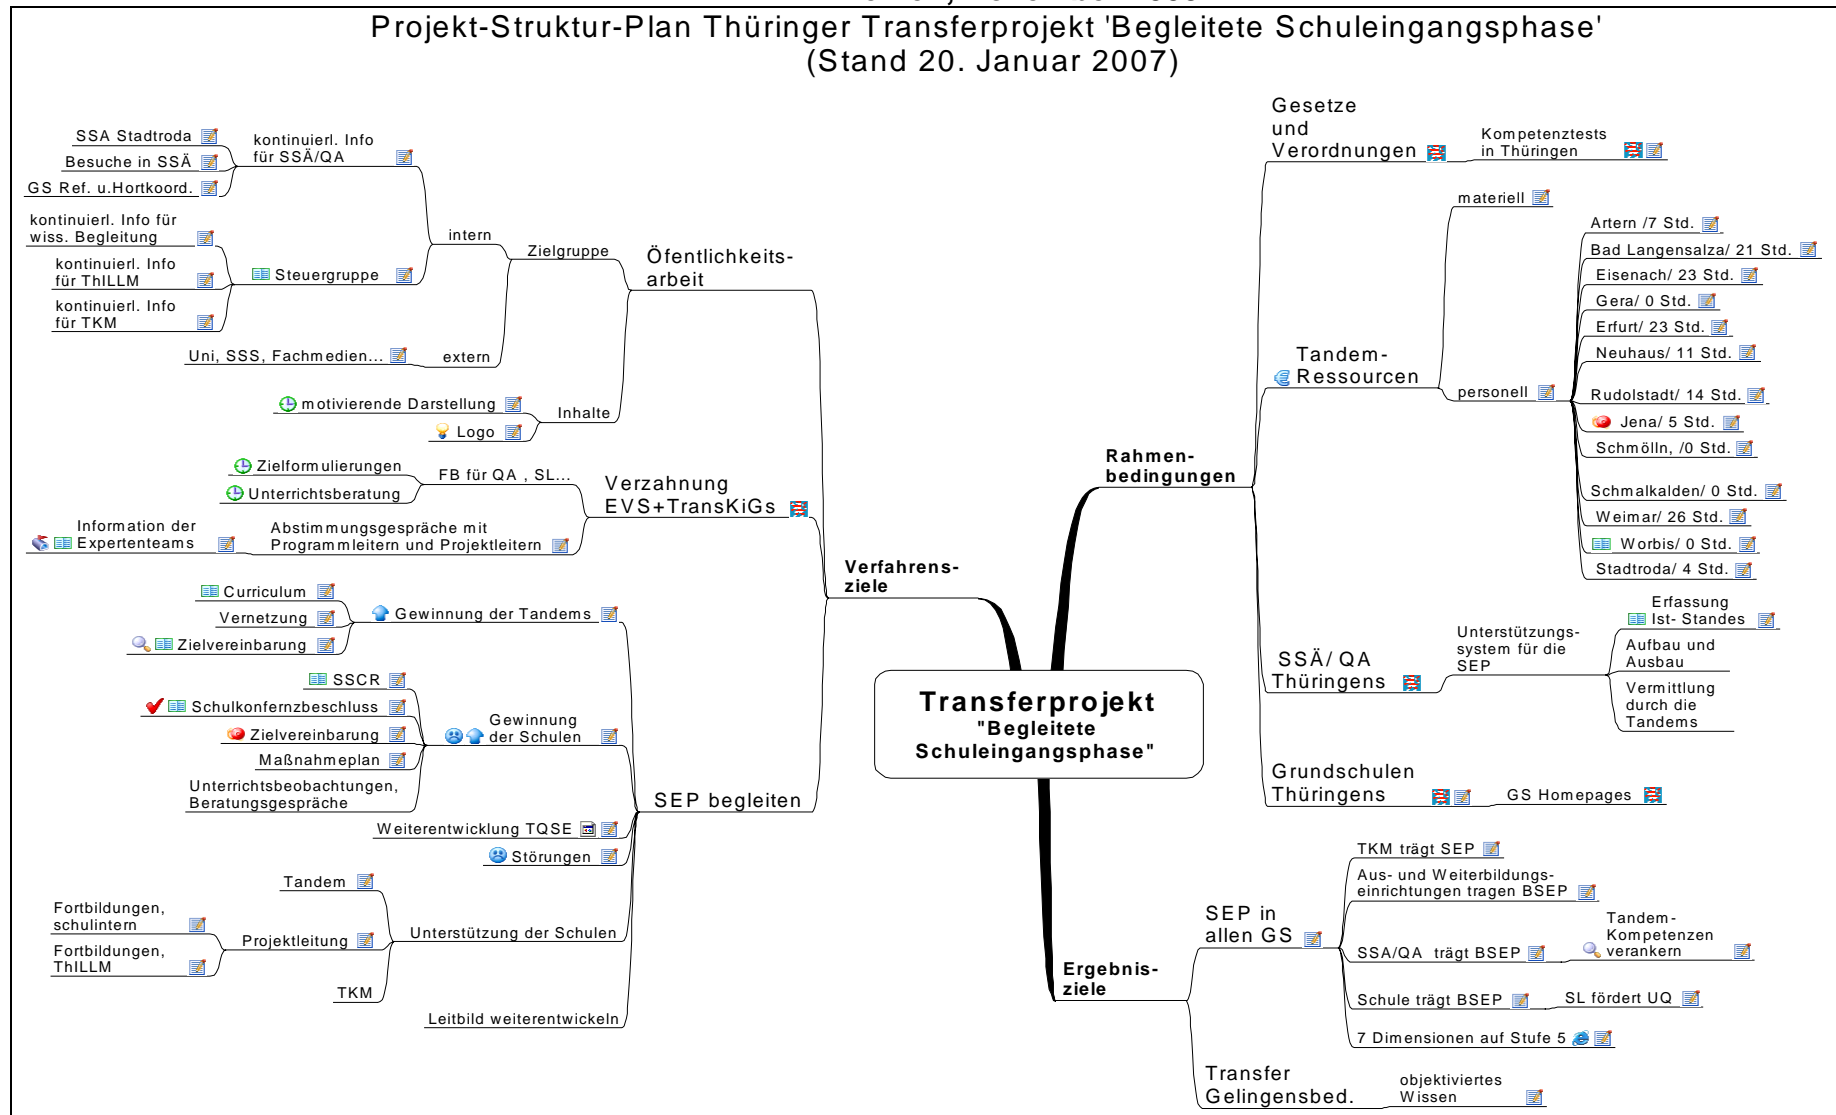 Projekt-Struktur-Plan Thüringer Transferprojekt 'Begleitete Schuleingangsphase'
(Stand 20. Januar 2007)
SSA Stadtroda
Besuche in SSÄ
GS Ref. u.Hortkoord.
kontinuierl. Info
für SSÄ/QA
kontinuierl. Info für
wiss. Begleitung
kontinuierl. Info
für ThILLM
kontinuierl. Info
für TKM
Steuergruppe
intern
Zielgruppe
Uni, SSS, Fachmedien...
extern
Öfentlichkeits-
arbeit
motivierende Darstellung
Logo
Inhalte
Zielformulierungen
Unterrichtsberatung
FB für QA , SL...
Information der
Expertenteams
Abstimmungsgespräche mit
Programmleitern und Projektleitern
Verzahnung
EVS+TransKiGs
Verfahrens-
ziele
Curriculum
Vernetzung
Zielvereinbarung
Gewinnung der Tandems
SSCR
Schulkonfernzbeschluss
Zielvereinbarung
Maßnahmeplan
Unterrichtsbeobachtungen,
Beratungsgespräche
Gewinnung
der Schulen
SEP begleiten
Weiterentwicklung TQSE
Störungen
Tandem
Fortbildungen,
schulintern
Fortbildungen,
ThILLM
Projektleitung
TKM
Unterstützung der Schulen
Leitbild weiterentwickeln
Transferprojekt
"Begleitete
Schuleingangsphase"
Rahmen-
bedingungen
Gesetze
und
Verordnungen
Kompetenztests
in Thüringen
Tandem-
Ressourcen
materiell
personell
Artern /7 Std.
Bad Langensalza/ 21 Std.
Eisenach/ 23 Std.
Gera/ 0 Std.
Erfurt/ 23 Std.
Neuhaus/ 11 Std.
Rudolstadt/ 14 Std.
Jena/ 5 Std.
Schmölln, /0 Std.
Schmalkalden/ 0 Std.
Weimar/ 26 Std.
Worbis/ 0 Std.
Stadtroda/ 4 Std.
SSÄ/ QA
Thüringens
Unterstützungs-
system für die
SEP
Erfassung
Ist- Standes
Aufbau und
Ausbau
Vermittlung
durch die
Tandems
Grundschulen
Thüringens
GS Homepages
Ergebnis-
ziele
SEP in
allen GS
TKM trägt SEP
Aus- und Weiterbildungs-
einrichtungen tragen BSEP
SSA/QA trägt BSEP
Tandem-
Kompetenzen
verankern
Schule trägt BSEP
SL fördert UQ
7 Dimensionen auf Stufe 5
Transfer
Gelingensbed.
objektiviertes
Wissen